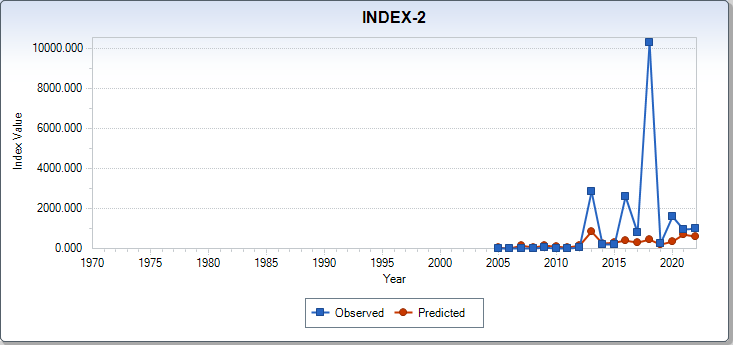 INDEX-2
10000.000
8000.000
6000.000
4000.000
2000.000
0.000
Index Value
1970 1975 1980 1985 1990 1995 2000 2005 2010 2015 2020
Year
Observed Predicted